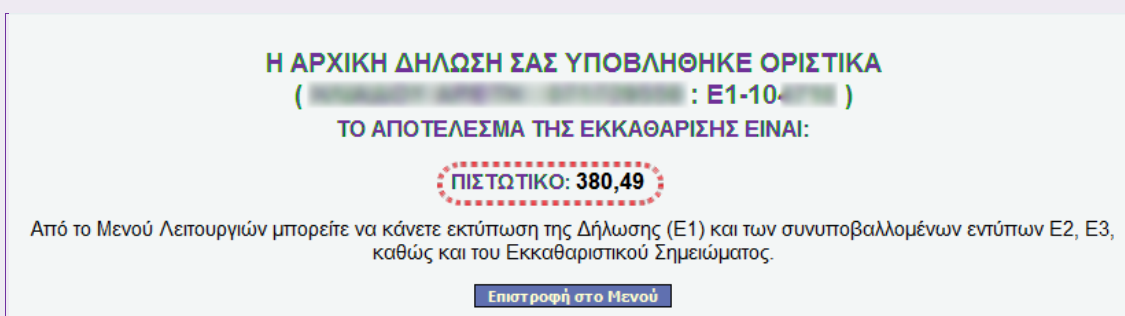 Η ΑΡΧΙΚΗ ΔΗΛΩΣΗ ΣΑΣ ΥΠΟΒΛΗΘΗΚΕ ΟΡΙΣΤΙΚΑ
( : E1-104 )
ΤΟ ΑΠΟΤΕΛΕΣΜΑ ΤΗΣ ΕΚΚΑΘΑΡΙΣΗΣ ΕΙΝΑΙ:
ΠΙΣΤΩΤΙΚΟ: 380,49
Από το Μενού Λειτουργιών μπορείτε να κάνετε εκτύπωση της Δήλωσης (Ε1) και των συνυποβαλλομένων εντύπων Ε2, Ε3,
καθώς και του Εκκαθαριστικού Σημειώματος.
Επιστροφή στο Μενού